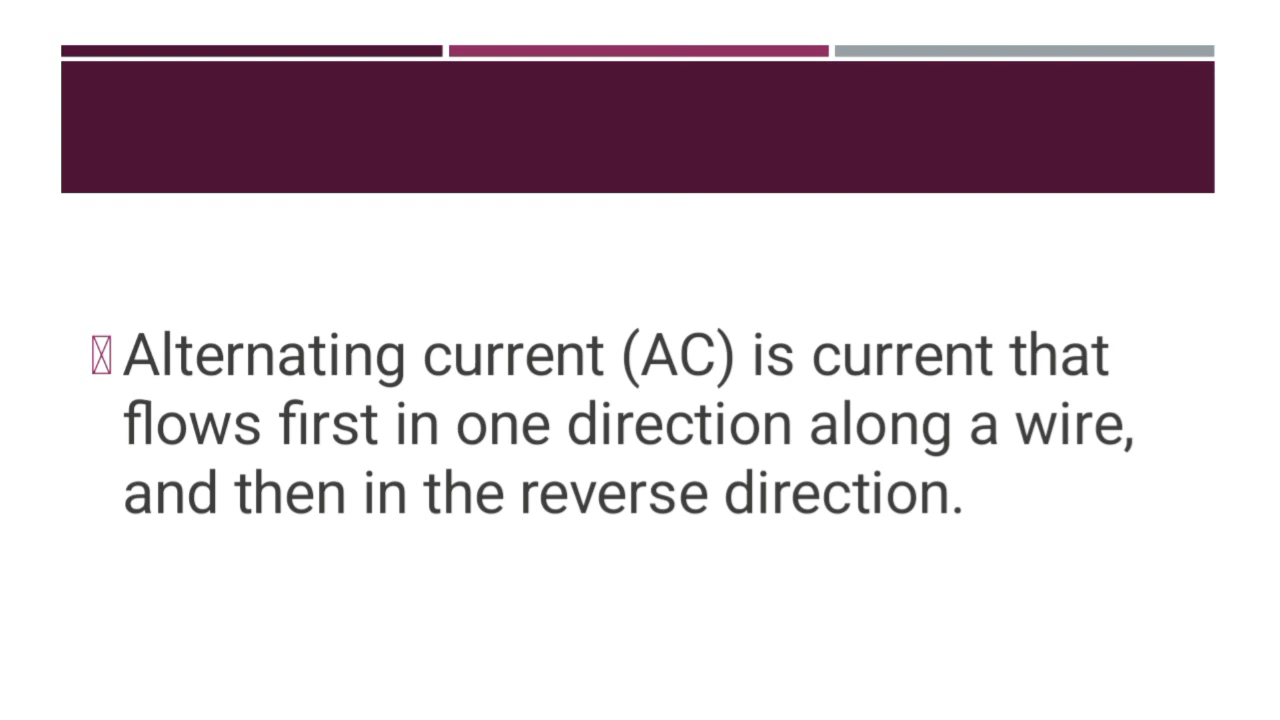 Alternating current (AC) is current that
flows first in one direction along a wire,
and then in the reverse direction.